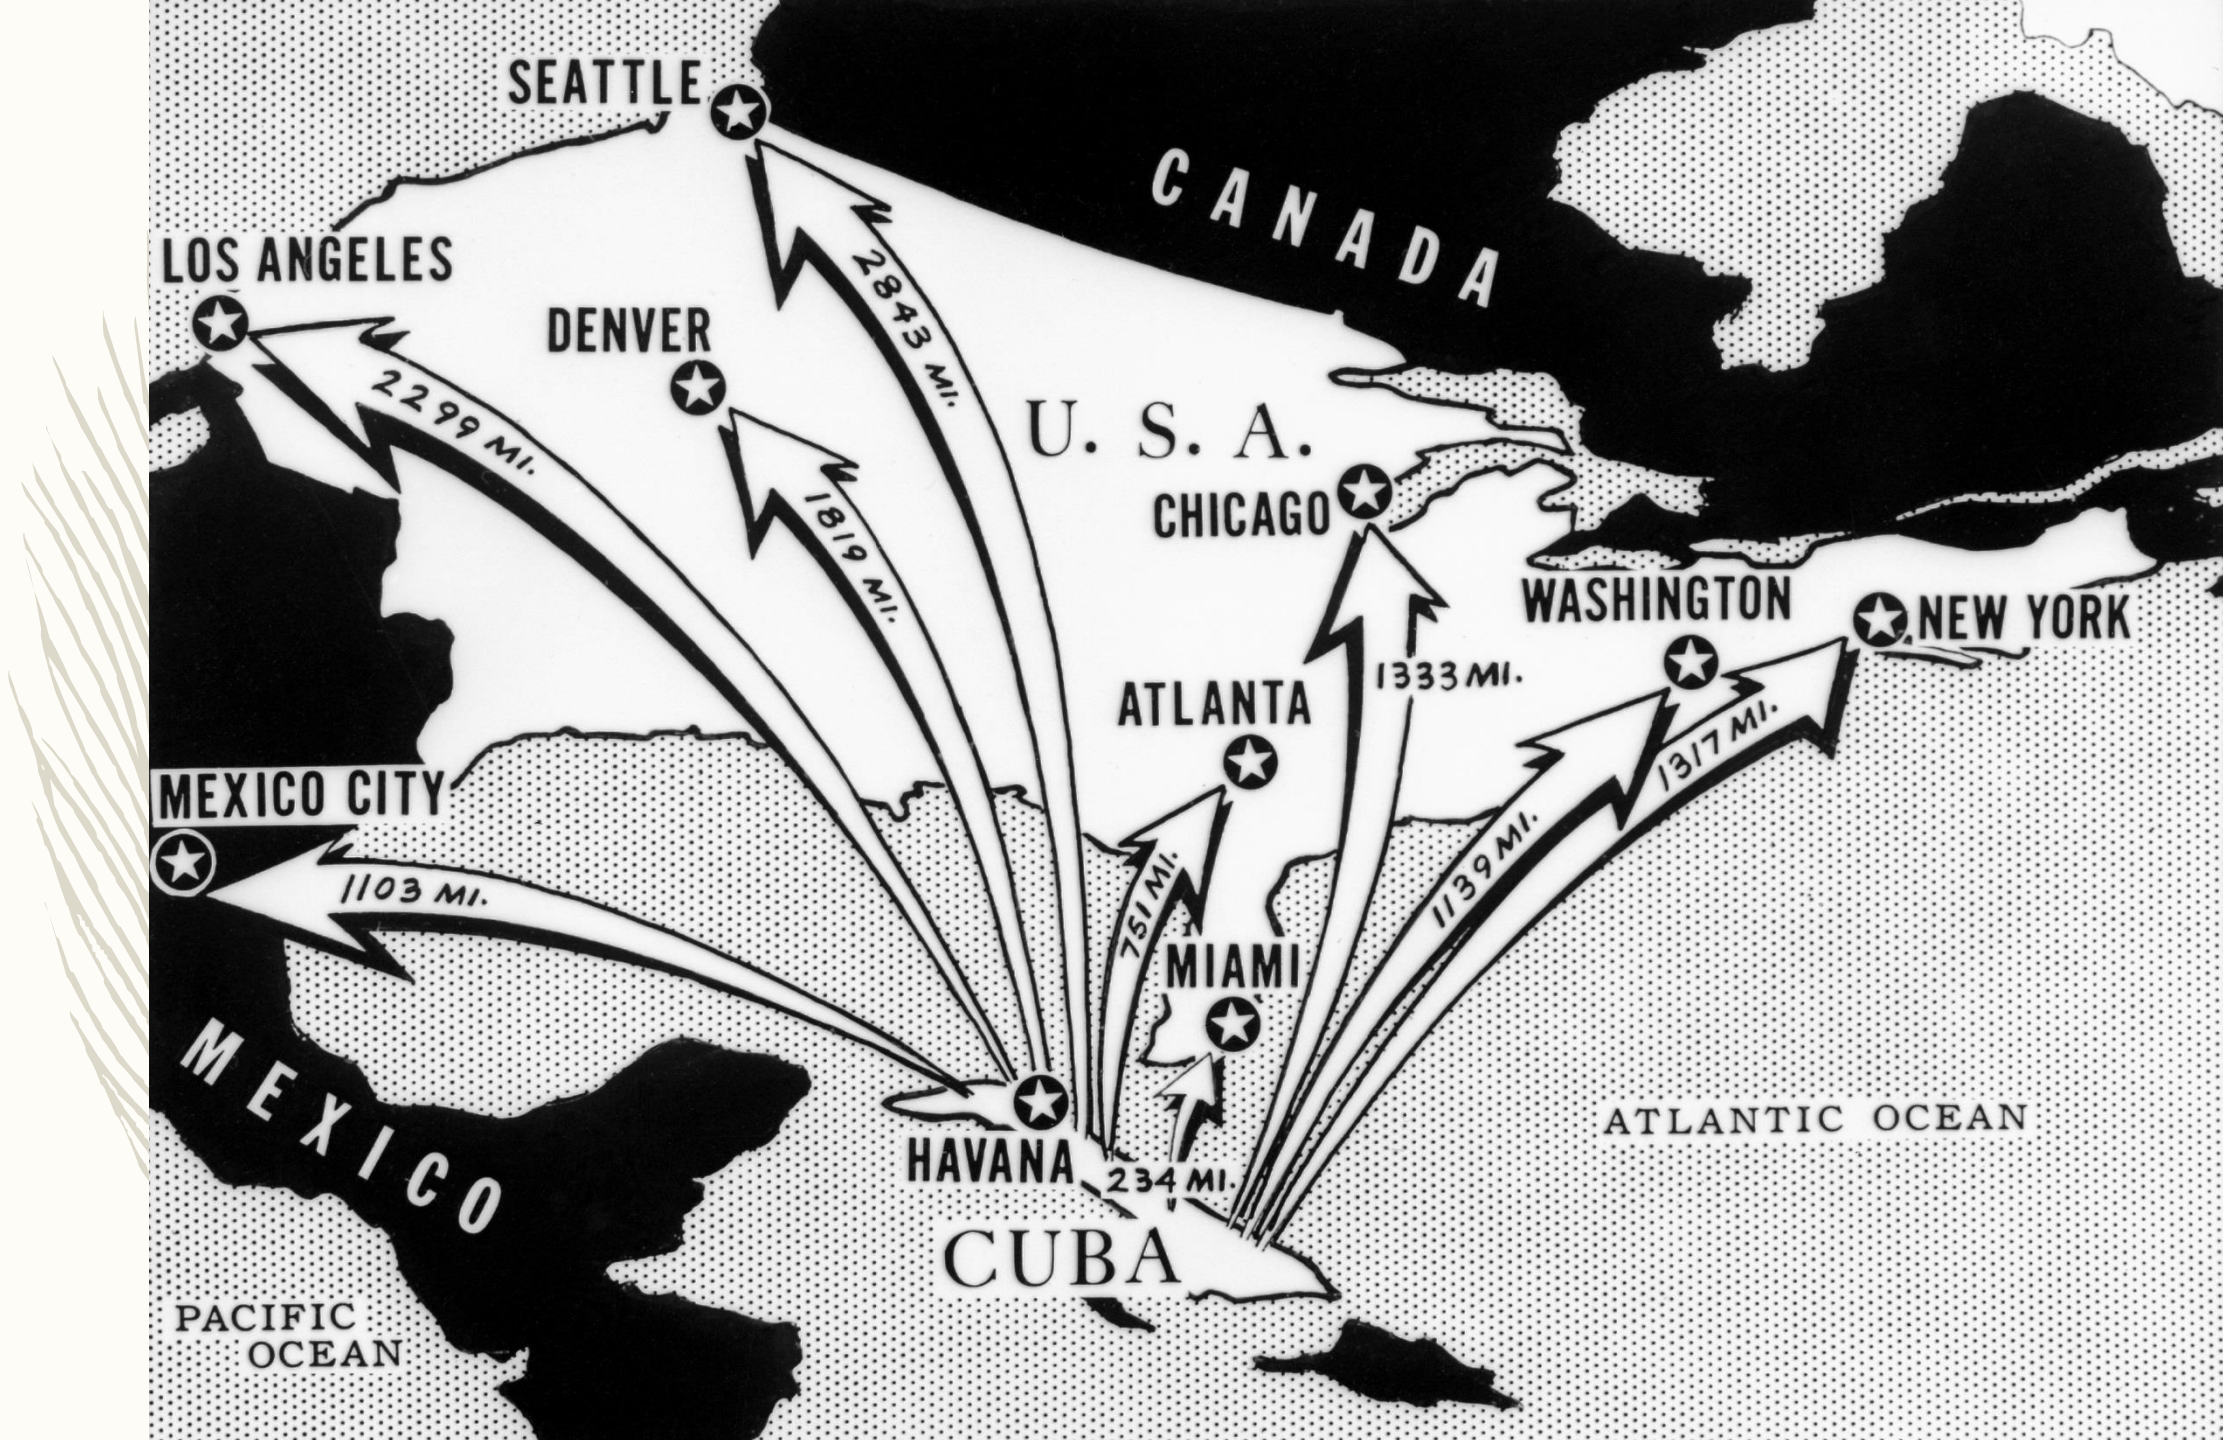 SEATTLE
CANADA
LOS ANGELES
2843 MI.
DENVER
2299 MI.
U. S. A.
CHICAGO
1819 MI.
WASHINGTON
NEW YORK
1333 MI.
ATLANTA
1317 MI.
MEXICO CITY
1139 MI.
1103 MI.
751 MI.
MIAMI
MEXICO
ATLANTIC OCEAN
HAVANA
234 MI.
CUBA
PACIFIC
OCEAN